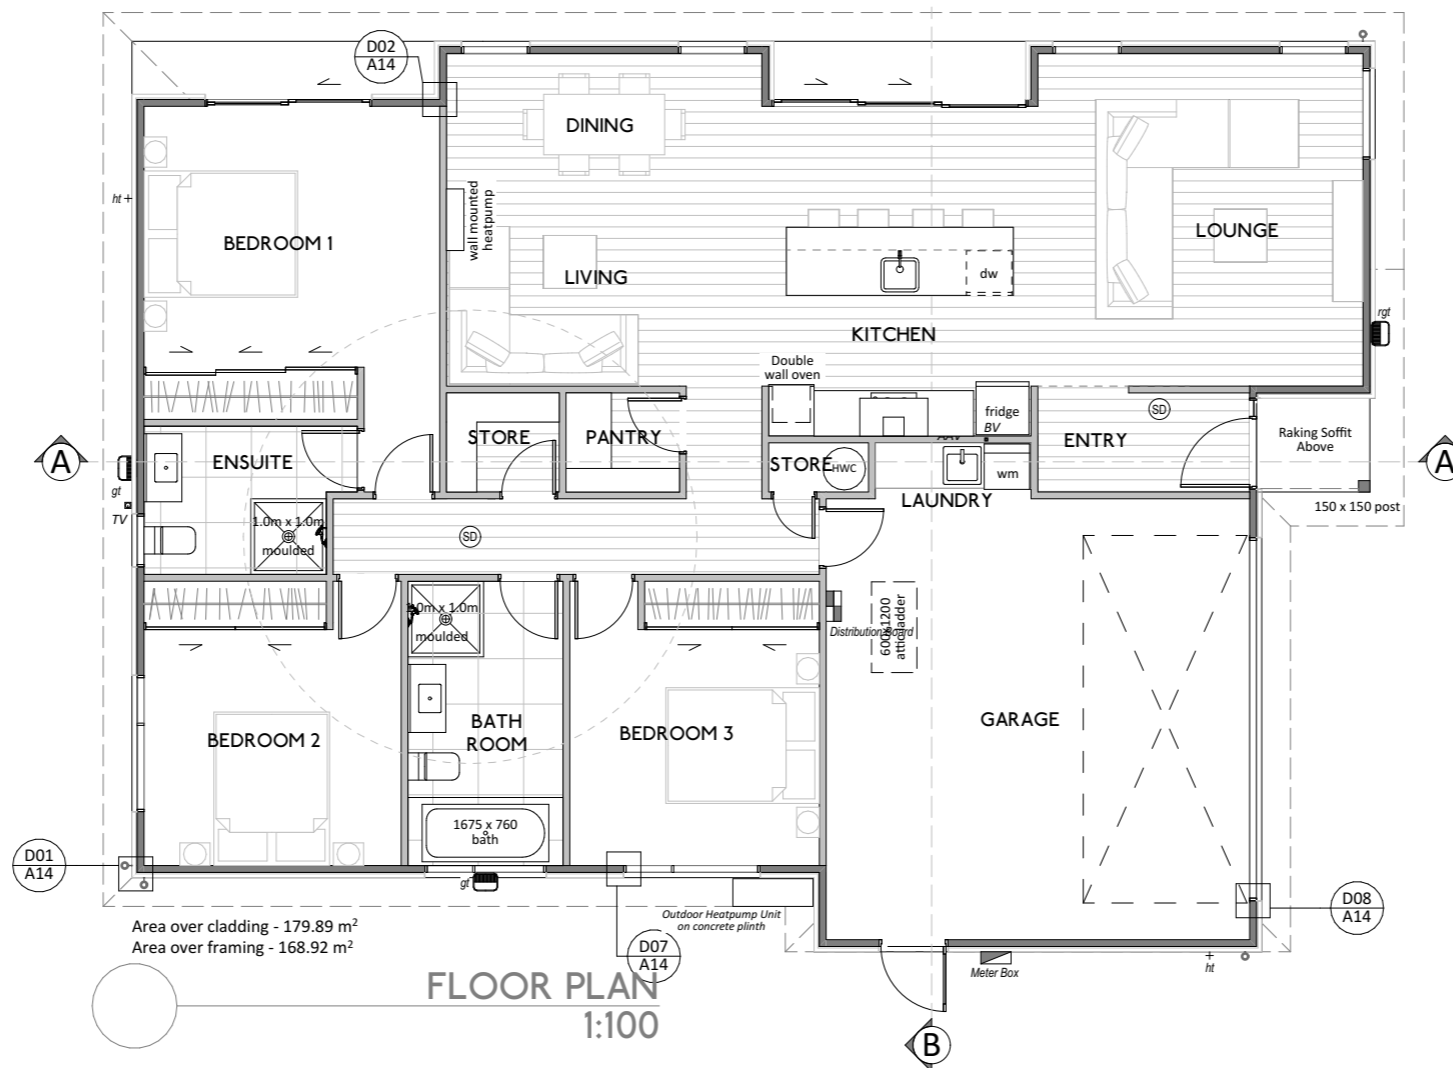 D02
A14
DINING
ht
wall mounted
heatpump
BEDROOM 1
LOUNGE
LIVING
dw
rgt
KITCHEN
Double
wall oven
fridge
BV
SD
STORE
PANTRY
ENTRY
Raking Soffit
Above
A
ENSUITE
STORE
HWC
wm
A
gt
TV
LAUNDRY
150 x 150 post
1.0m x 1.0m
moulded
SD
1.0m x 1.0m
moulded
600x1200
attic ladder
Distribution Board
GARAGE
BATH
ROOM
BEDROOM 2
BEDROOM 3
1675 x 760
bath
D01
A14
gt
D08
A14
Area over cladding - 179.89 m²
Area over framing - 168.92 m²
Outdoor Heatpump Unit
on concrete plinth
D07
A14
Meter Box
ht
FLOOR PLAN
1:100
B